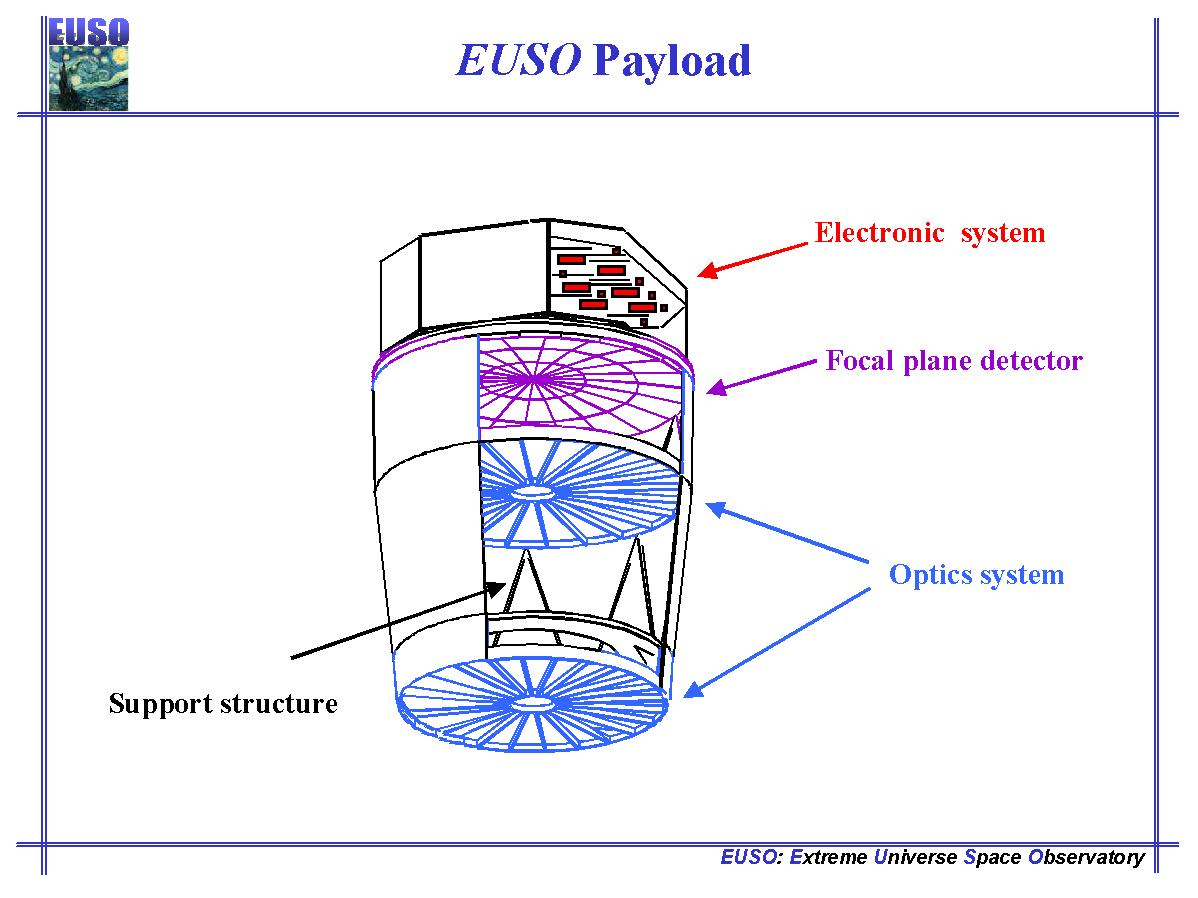 EUSO
EUSO Payload
Electronic system
Focal plane detector
Optics system
Support structure
EUSO: Extreme Universe Space Observatory